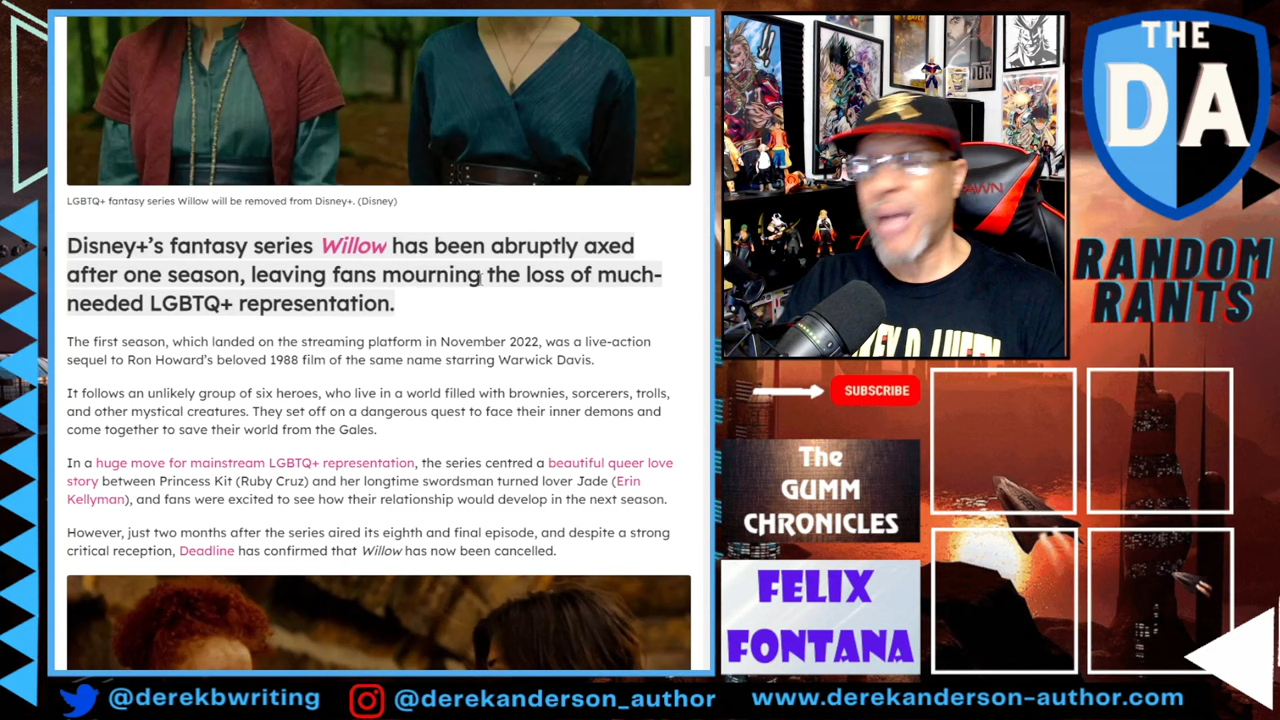 LGBTQ+ fantasy series Willow will be removed from Disney+. (Disney)
Disney+’s fantasy series Willow has been abruptly axed
after one season, leaving fans mourning the loss of much-
needed LGBTQ+ representation.
The first season, which landed on the streaming platform in November 2022, was a live-action
sequel to Ron Howard’s beloved 1988 film of the same name starring Warwick Davis.
It follows an unlikely group of six heroes, who live in a world filled with brownies, sorcerers, trolls,
and other mystical creatures. They set off on a dangerous quest to face their inner demons and
come together to save their world from the Gales.
In a huge move for mainstream LGBTQ+ representation, the series centred a beautiful queer love
story between Princess Kit (Ruby Cruz) and her longtime swordsman turned lover Jade (Erin
Kellyman), and fans were excited to see how their relationship would develop in the next season.
However, just two months after the series aired its eighth and final episode, and despite a strong
critical reception, Deadline has confirmed that Willow has now been cancelled.
THE
DA
RANDOM
RANTS
SUBSCRIBE
The
GUMM
CHRONICLES
FELIX
FONTANA
@derekbwriting
@derekanderson_author
www.derekanderson-author.com